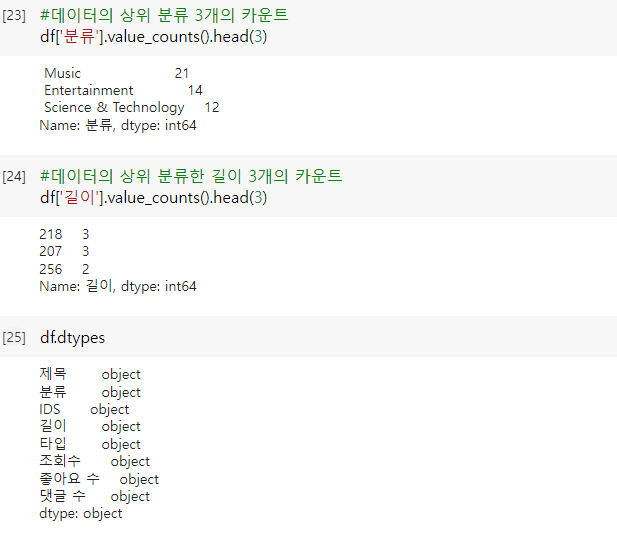 [23] #데이터의 상위 분류 3개의 카운트
df['분류'].value_counts().head(3)
Music 21
Entertainment 14
Science & Technology 12
Name: 분류, dtype: int64
[24] #데이터의 상위 분류한 길이 3개의 카운트
df['길이'].value_counts().head(3)
218 3
207 3
256 2
Name: 길이, dtype: int64
[25] df.dtypes
제목 object
분류 object
IDS object
길이 object
타입 object
조회수 object
좋아요 수 object
댓글 수 object
dtype: object